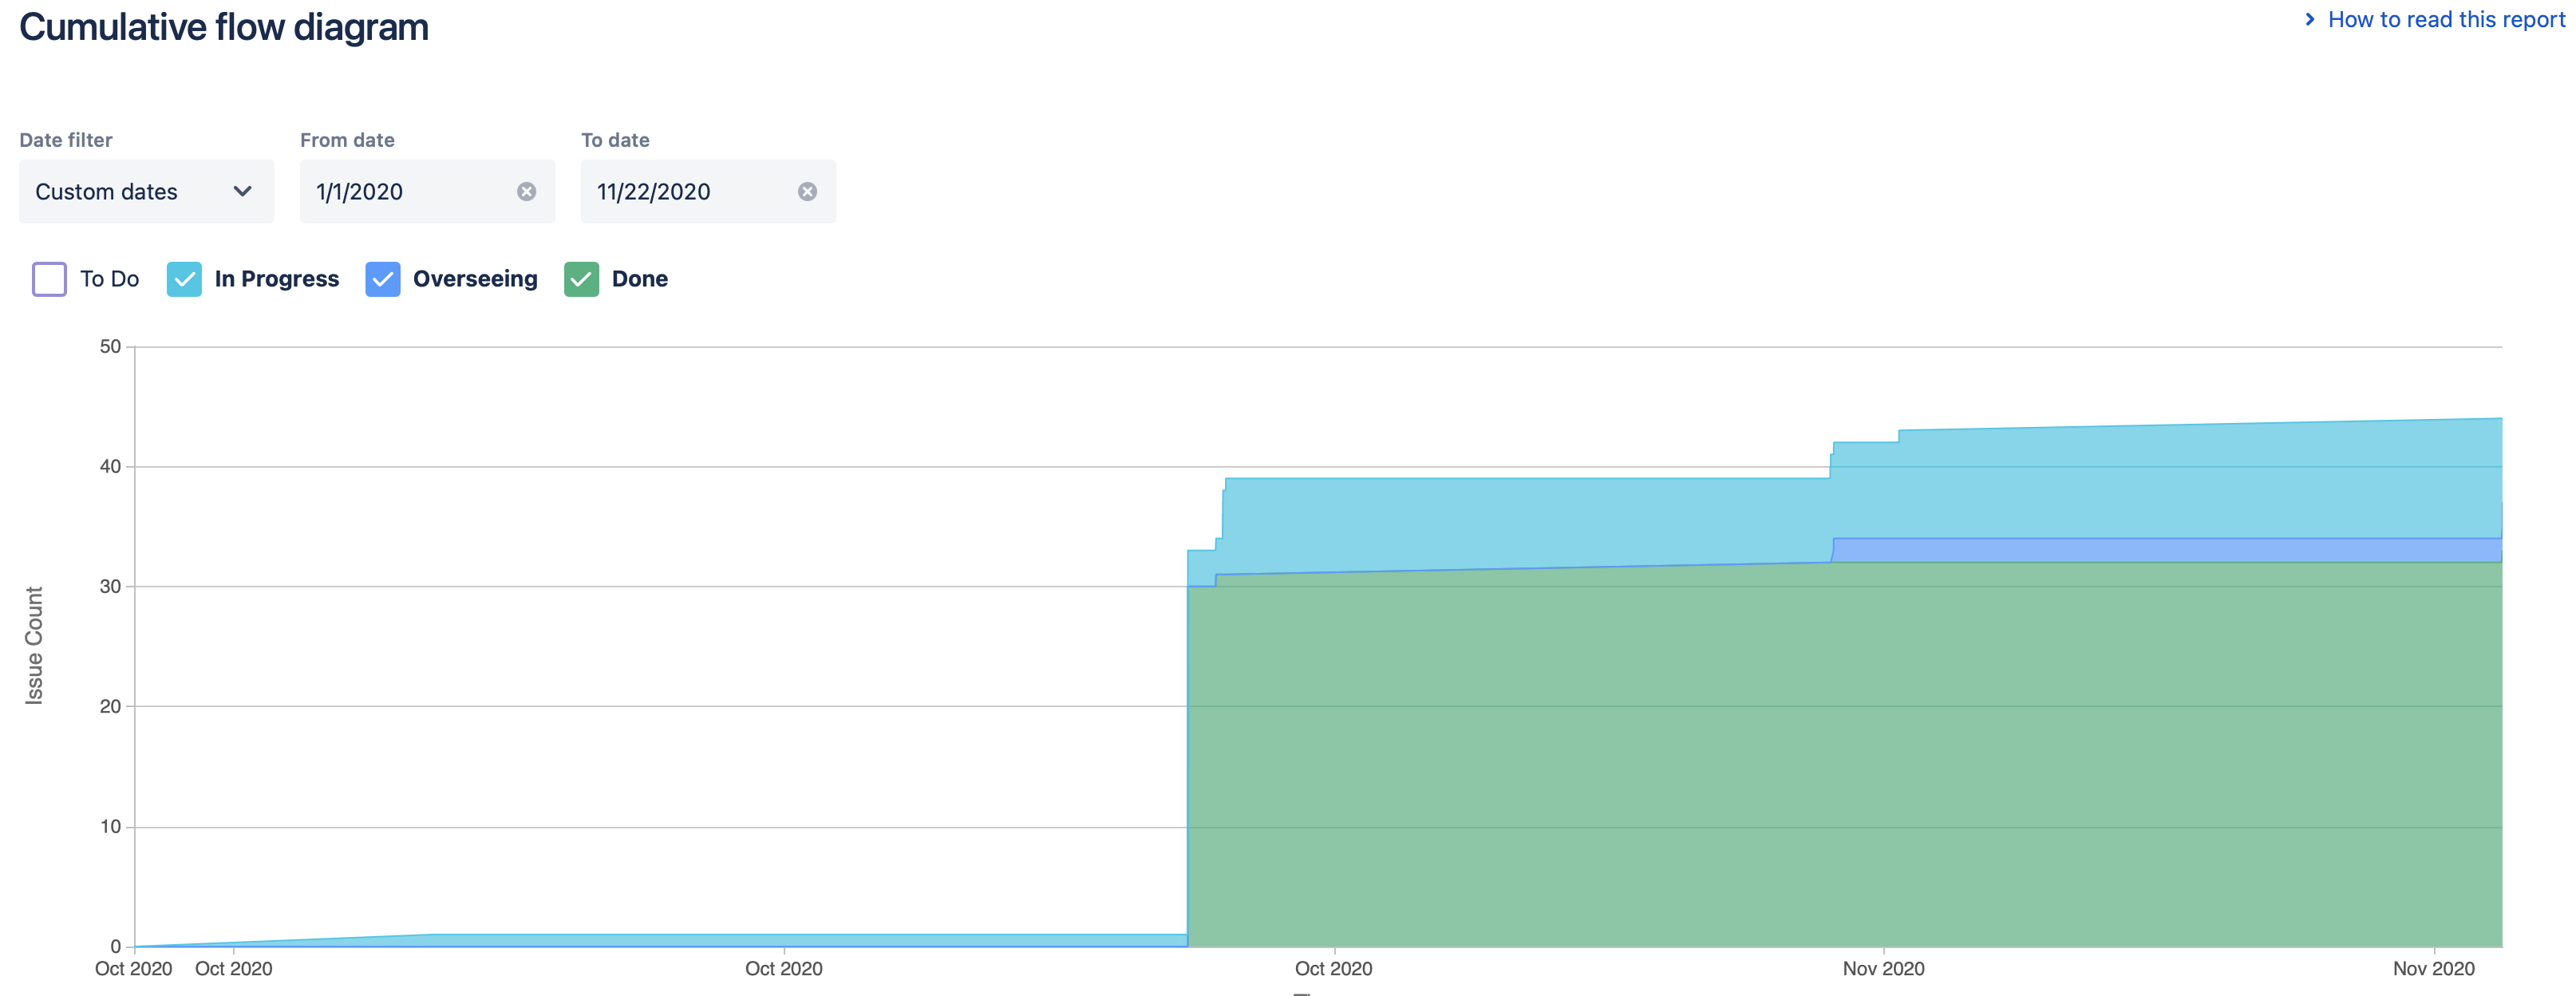 Cumulative flow diagram
How to read this report
Date filter
From date
To date
Custom dates
1/1/2020
11/22/2020
To Do
In Progress
Overseeing
Done
50
40
30
20
10
0
Issue Count
Oct 2020
Oct 2020
Oct 2020
Oct 2020
Nov 2020
Nov 2020